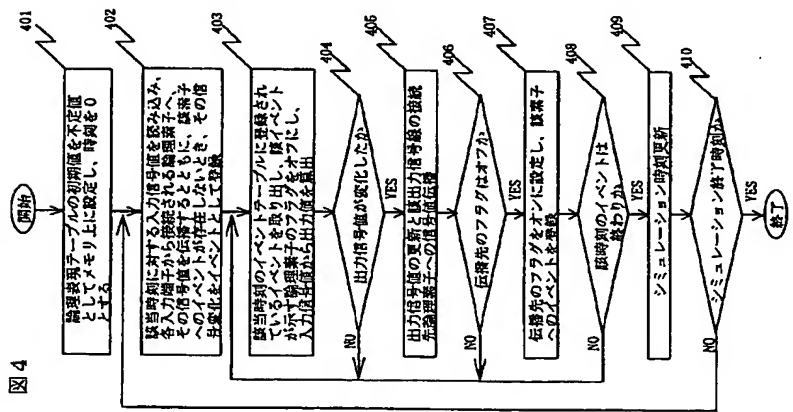 図4
開始
401
論理表現テーブルの初期値を不定値
としてメモリ上に設定し、時刻を0
とする
402
該当時刻に対する入力信号値を読み込み、
各入力端子から接続される論理素子へ、
その信号値を伝播するとともに、該素子
へのイベントが存在しないとき、その信
号変化をイベントとして登録
403
該当時刻のイベントテーブルに登録され
ているイベントを取り出し、該イベント
が示す論理素子のフラグをオフにし、
入力信号値から出力値を算出
404
出力信号値が変化したか
NO
YES
405
出力信号値の更新と該出力信号線の接続
先論理素子への信号値伝播
406
伝播先のフラグはオフか
NO
YES
407
伝播先のフラグをオンに設定し、該素子
へのイベントを登録
408
該時刻のイベントは
終わりか
NO
YES
409
シミュレーション時刻更新
410
シミュレーション終了時刻か
NO
YES
終了